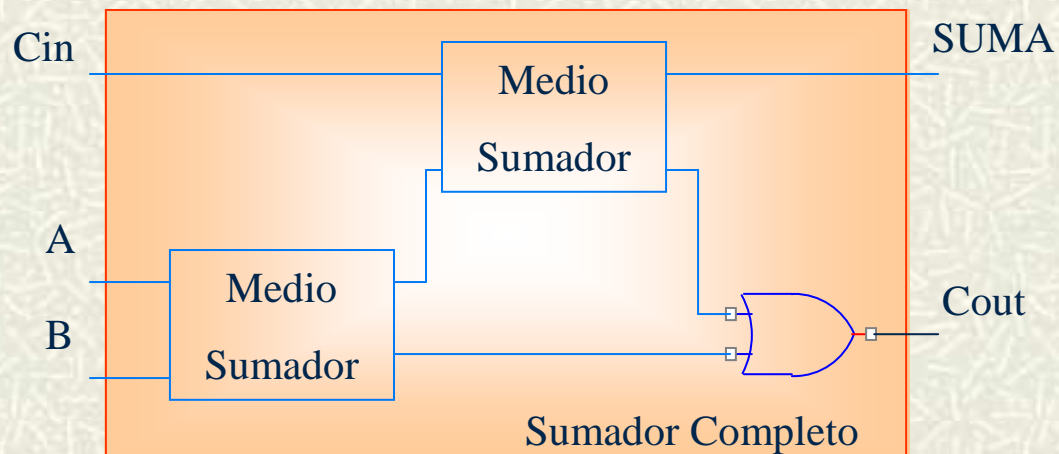 Cin
SUMA
Medio
Sumador
A
Medio
Cout
B
Sumador
Sumador Completo